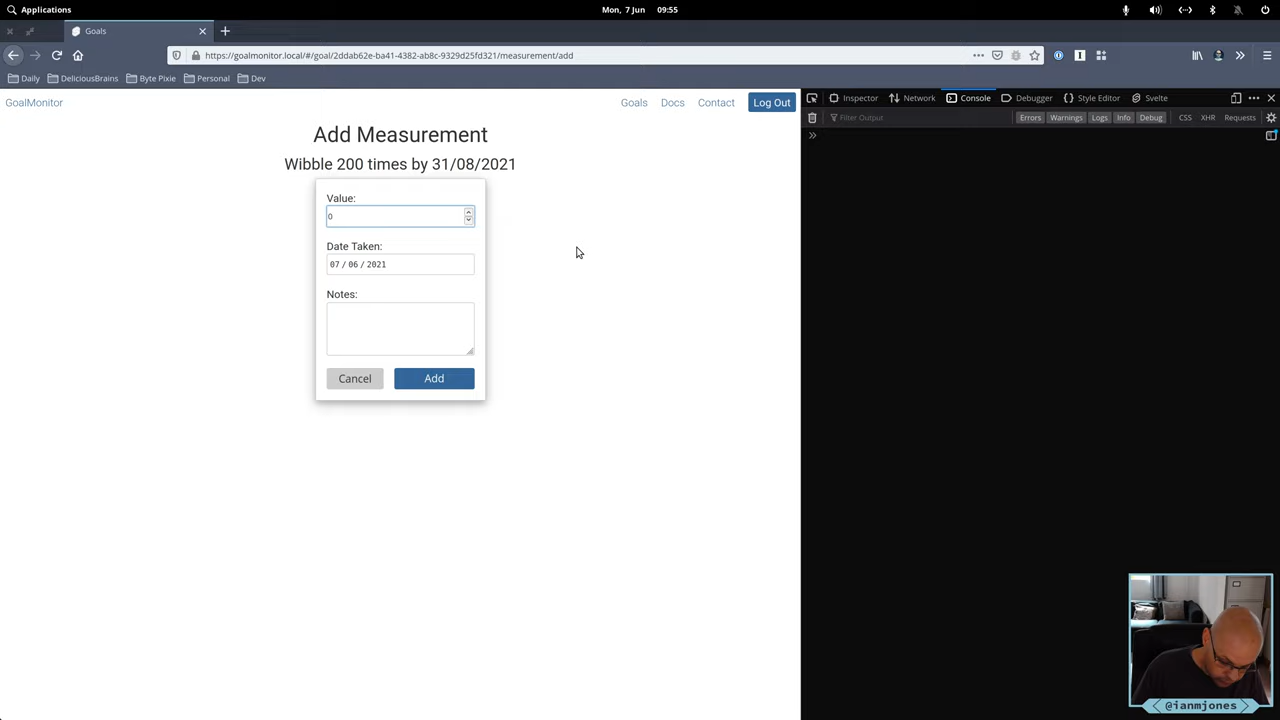 Applications
Mon, 7 Jun 09:55
Goals
https://goalmonitor.local/#/goal/2ddab62e-ba41-4382-ab8c-9329d25fd321/measurement/add
Daily DeliciousBrains Byte Pixie Personal Dev
GoalMonitor
Goals Docs Contact Log Out
Inspector Network Console Debugger Style Editor Svelte
Filter Output
Errors Warnings Logs Info Debug CSS XHR Requests
Add Measurement
Wibble 200 times by 31/08/2021
Value:
0
Date Taken:
07 / 06 / 2021
Notes:
Cancel Add
@ianmjones